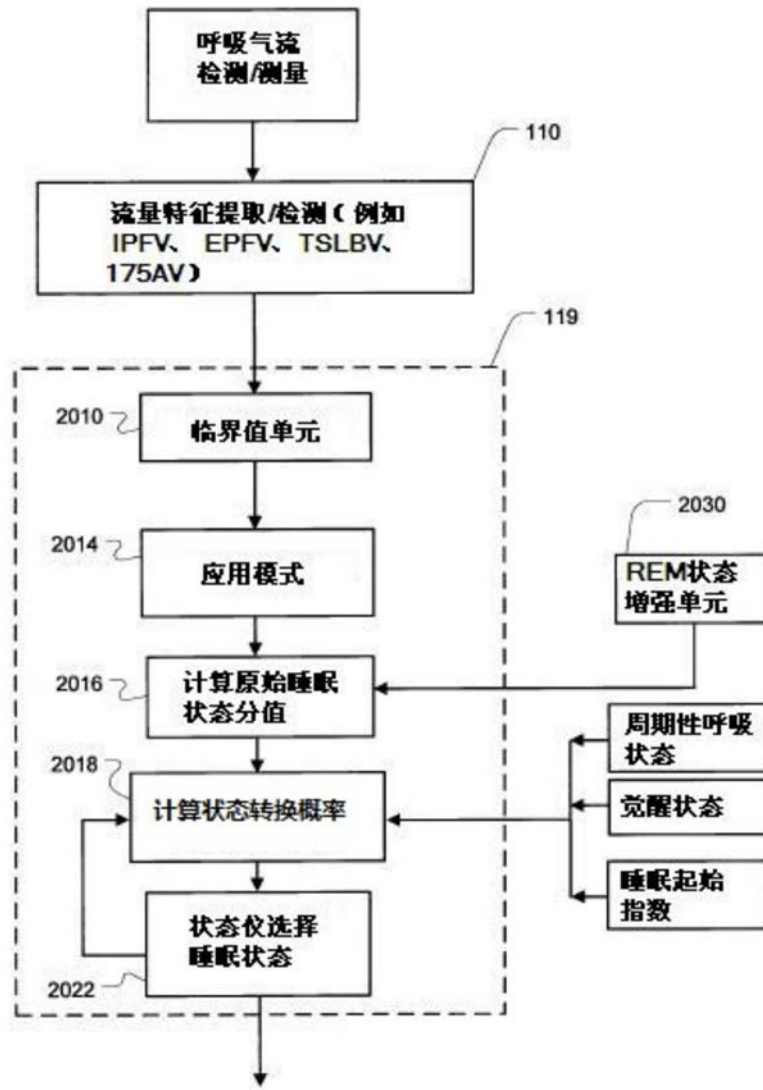 呼吸气流
检测/测量
110
流量特征提取/检测（例如
IPFV、EPFV、TSLBV、
175AV）
119
2010
临界值单元
2014
应用模式
2030
REM状态
增强单元
2016
计算原始睡眠
状态分值
周期性呼吸
状态
2018
计算状态转换概率
觉醒状态
睡眠起始
指数
状态仪选择
睡眠状态
2022